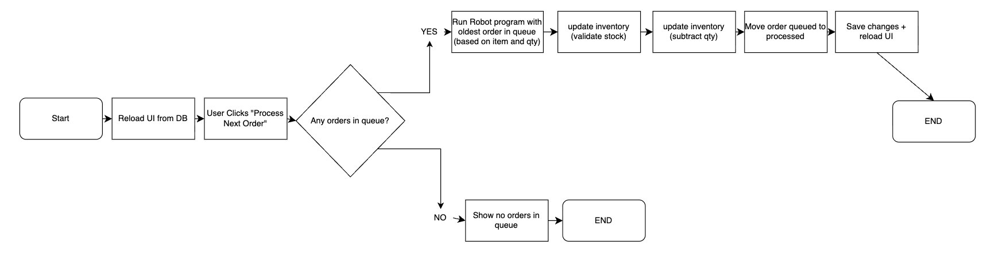 Start
Reload UI from DB
User Clicks "Process
Next Order"
Any orders in queue?
YES
Run Robot program with
oldest order in queue
(based on item and qty)
update inventory
(validate stock)
update inventory
(subtract qty)
Move order queued to
processed
Save changes +
reload UI
END
NO
Show no orders in
queue
END